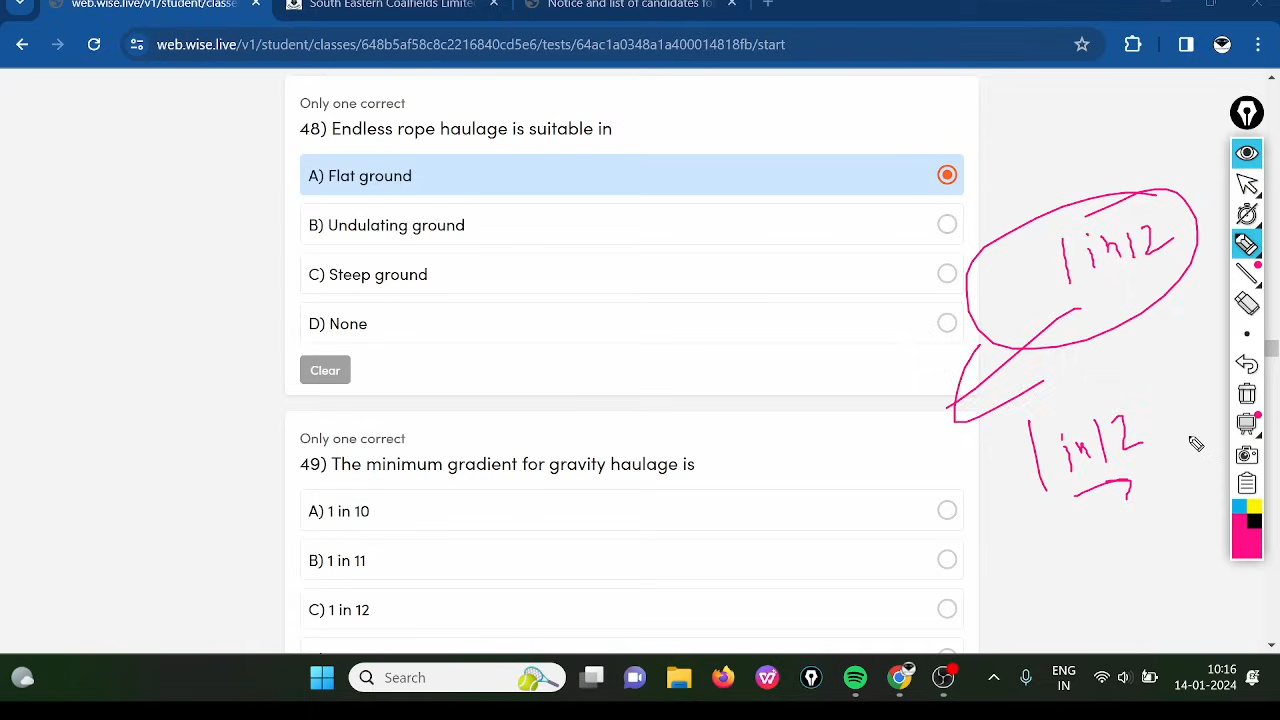 web.wise.live/v1/student/classe
South Eastern Coalfields Limite
Notice and list of candidates fo
web.wise.live/v1/student/classes/648b5af58c8c2216840cd5e6/tests/64ac1a0348a1a400014818fb/start
Only one correct
48) Endless rope haulage is suitable in
A) Flat ground
B) Undulating ground
C) Steep ground
D) None
Clear
1 in 12
1 in 12
Only one correct
49) The minimum gradient for gravity haulage is
A) 1 in 10
B) 1 in 11
C) 1 in 12
Search
ENG
IN
10:16
14-01-2024